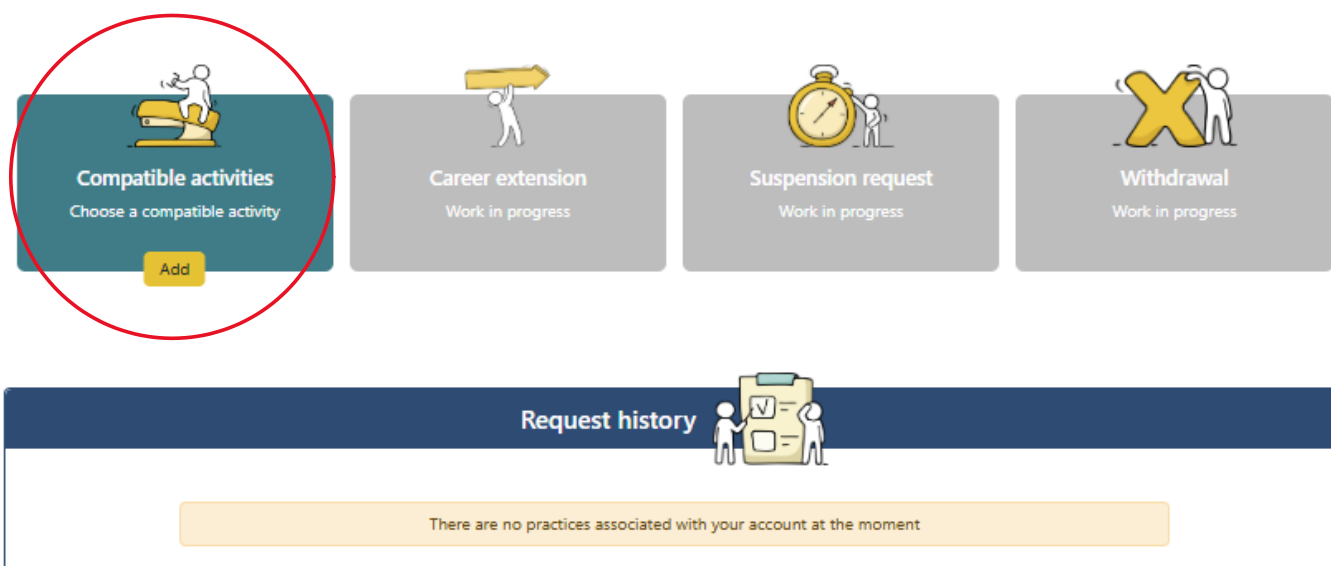 Compatible activities
Choose a compatible activity
Add
Career extension
Work in progress
Suspension request
Work in progress
Withdrawal
Work in progress
Request history
There are no practices associated with your account at the moment